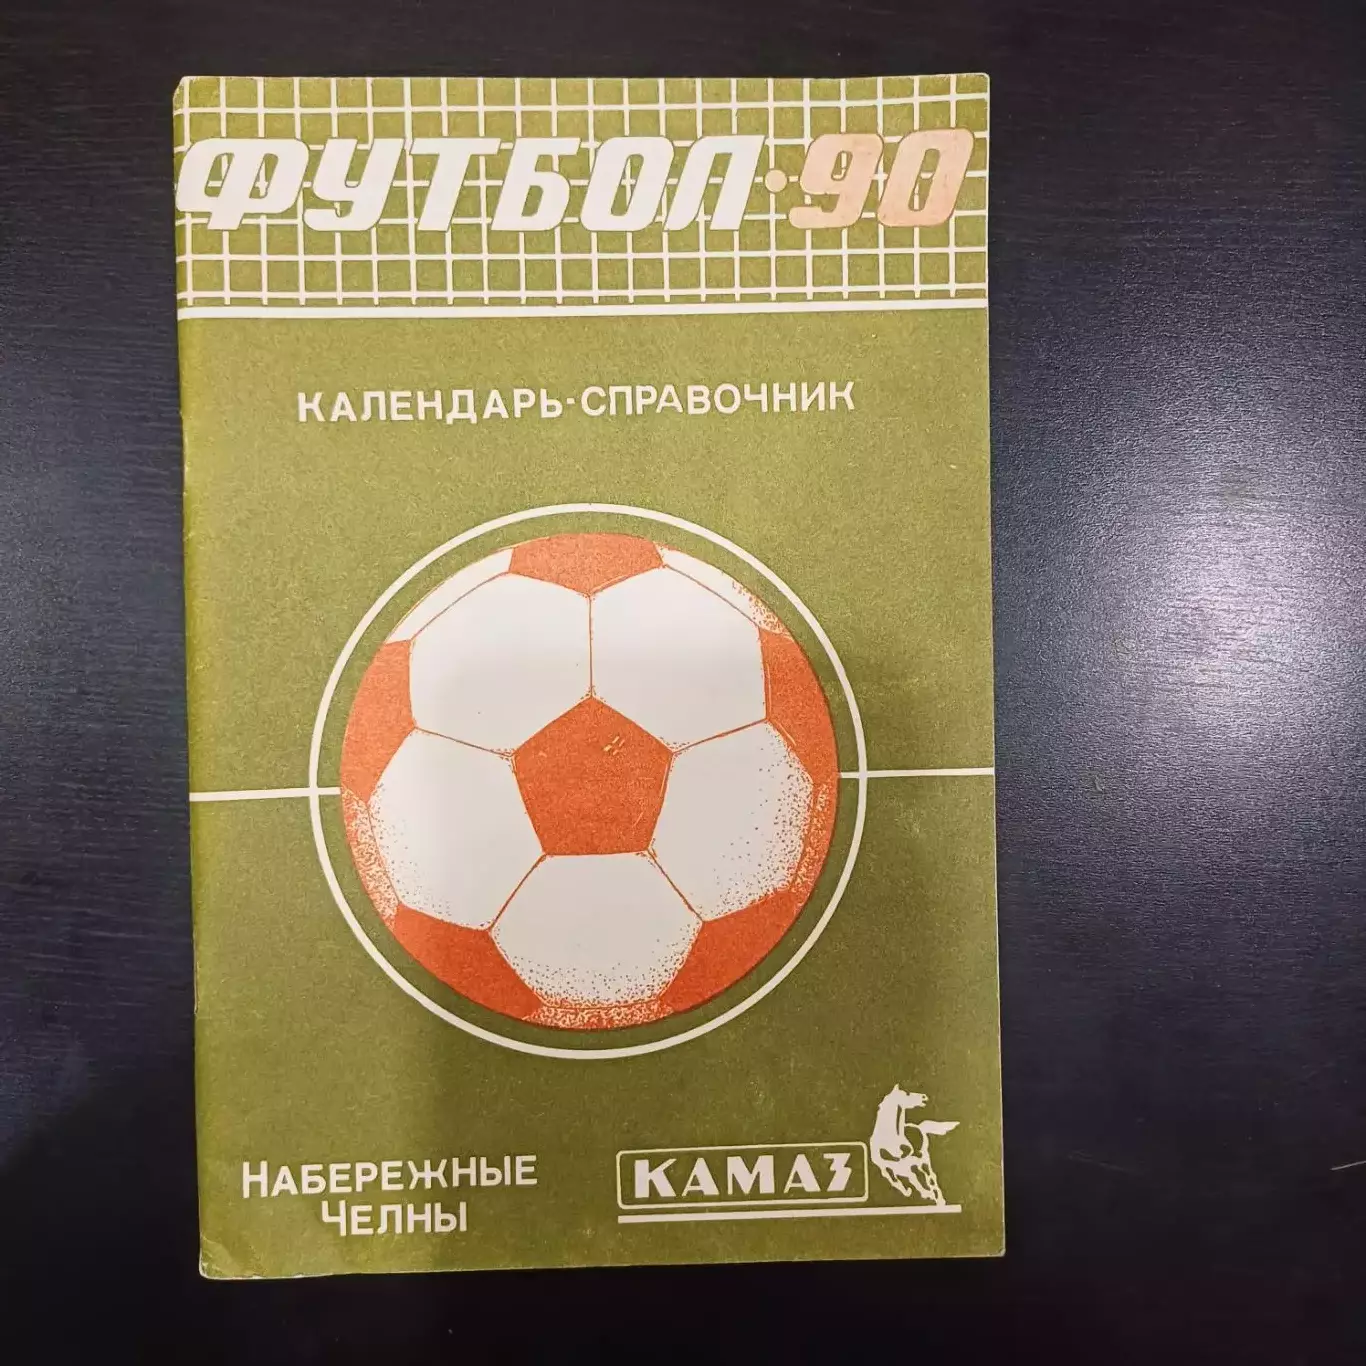 ФУТБОЛ·90
КАЛЕНДАРЬ-СПРАВОЧНИК
НАБЕРЕЖНЫЕ
ЧЕЛНЫ
КАМАЗ